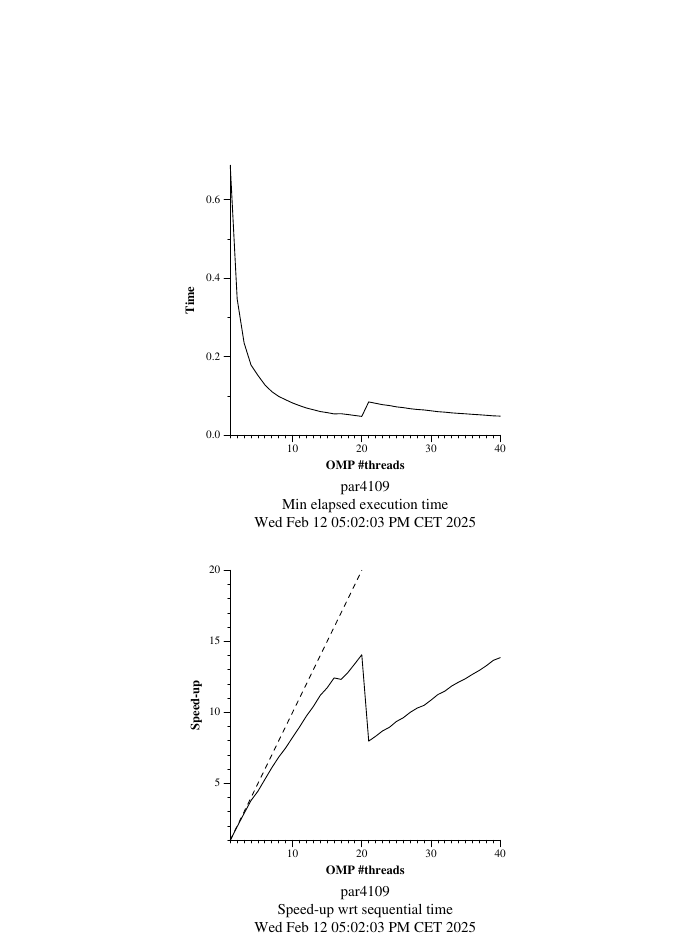 0.6
0.4
0.2
0.0
Time
10 20 30 40
OMP #threads
par4109
Min elapsed execution time
Wed Feb 12 05:02:03 PM CET 2025
20
15
10
5
Speed-up
10 20 30 40
OMP #threads
par4109
Speed-up wrt sequential time
Wed Feb 12 05:02:03 PM CET 2025